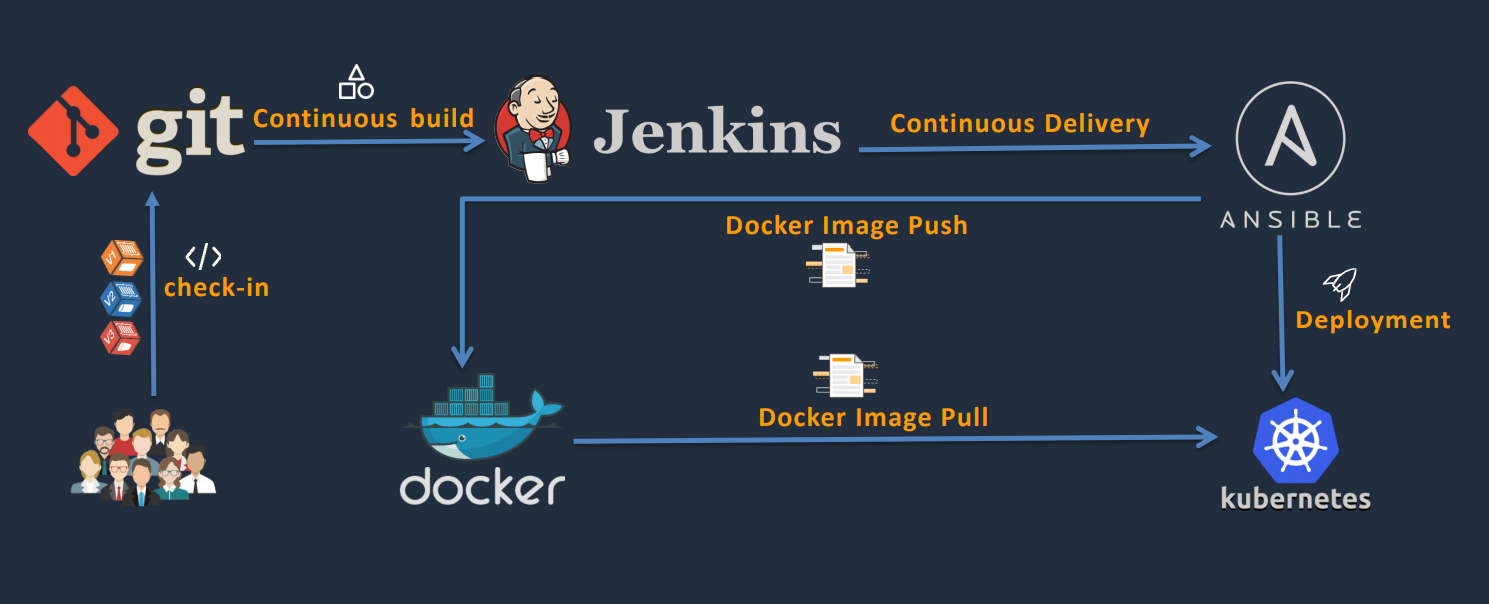 git
Continuous build
Jenkins
Continuous Delivery
ANSIBLE
Docker Image Push
V1
V2
V3
</>
check-in
Deployment
Docker Image Pull
docker
kubernetes